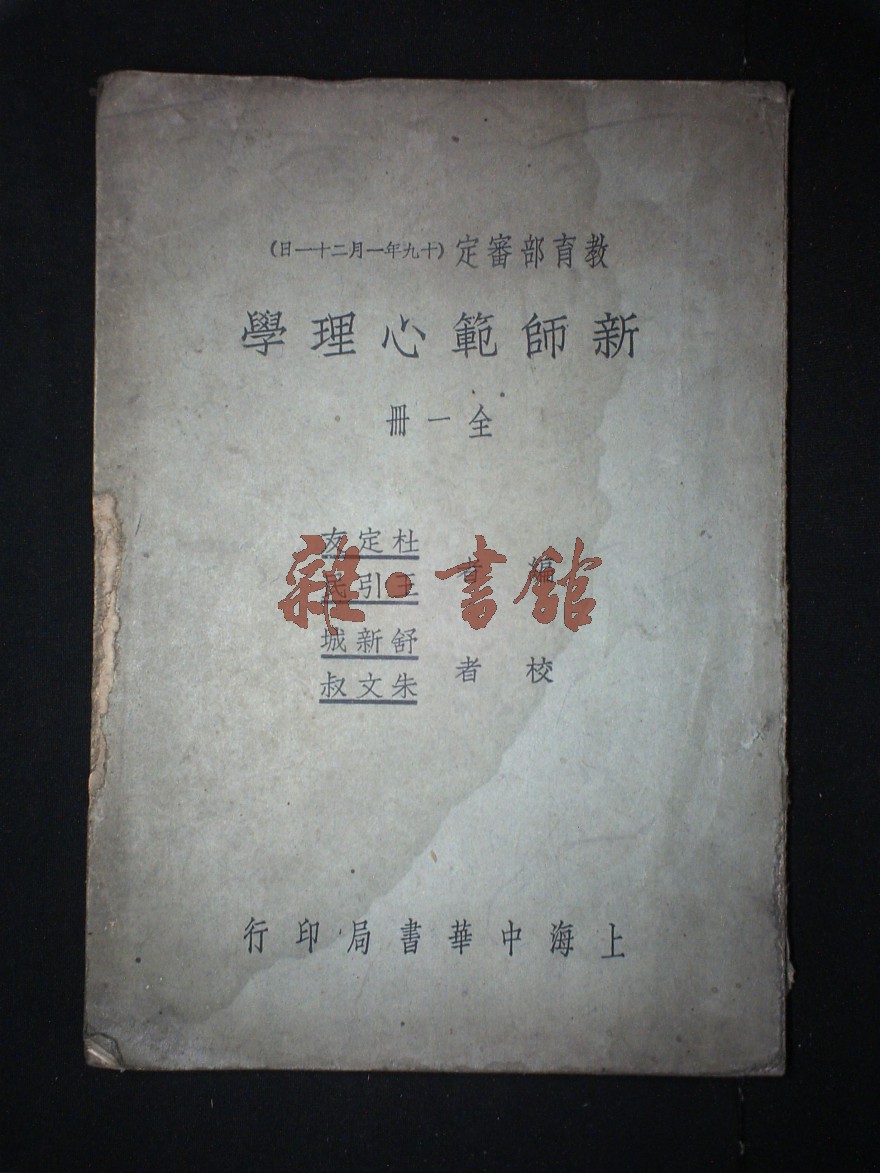 教育部審定(十九年一月二十一日)
新師範心理學
全一冊
編者
杜定友
王引民
校者
舒新城
朱文叔
上海中華書局印行
雜·書館